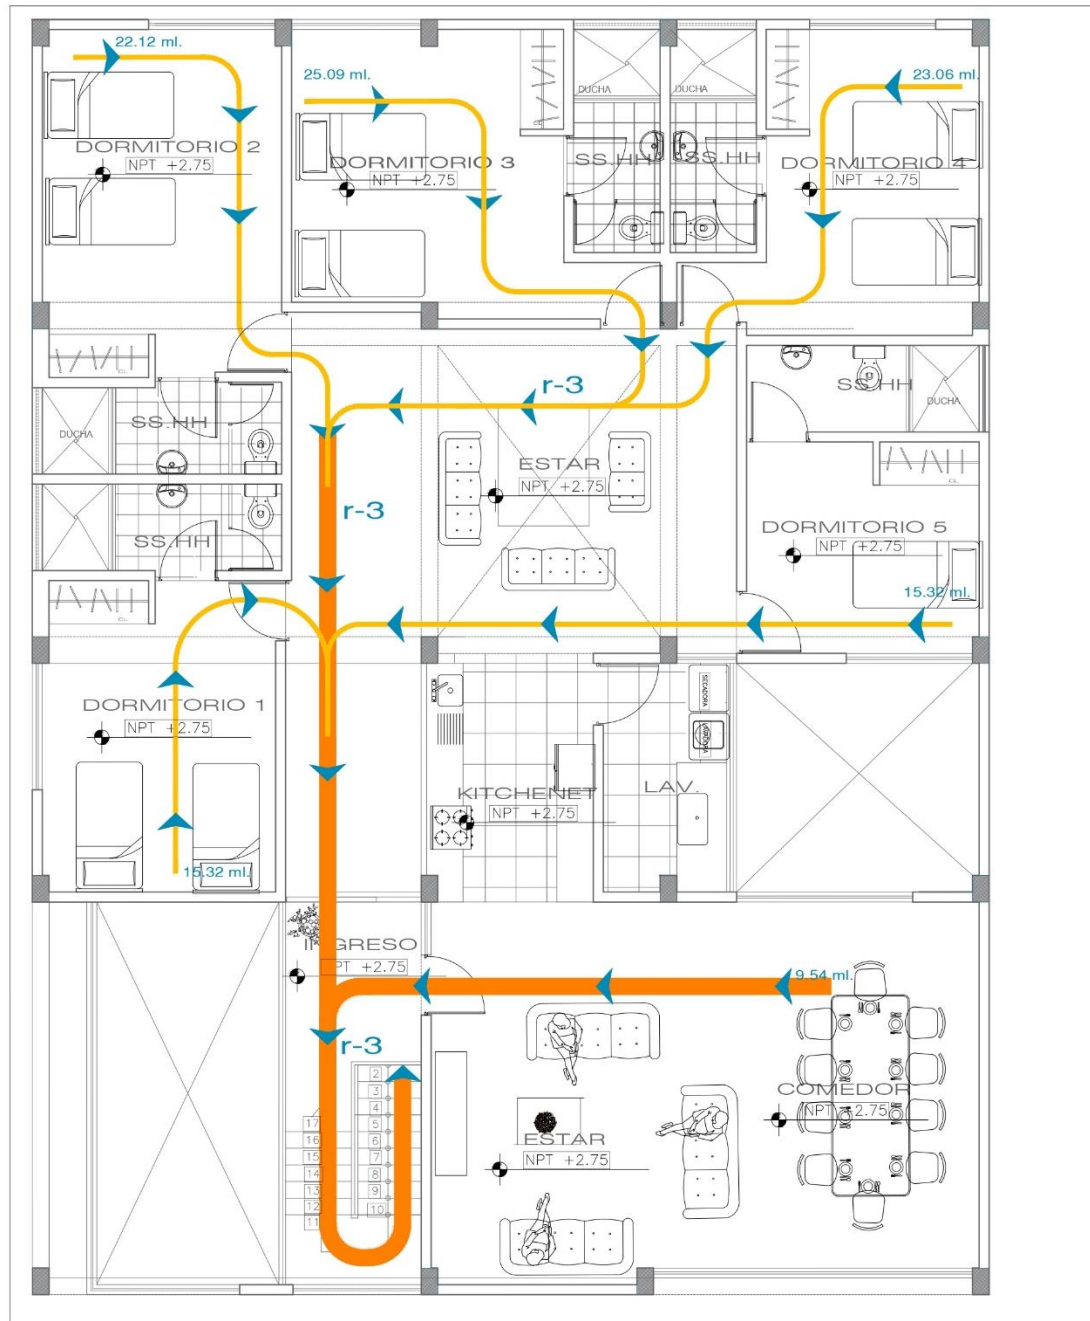 22.12 ml.
25.09 ml.
23.06 ml.
DUCHA
DUCHA
DORMITORIO 2
NPT +2.75
DORMITORIO 3
NPT +2.75
SS.HH
SS.HH
DORMITORIO 4
NPT +2.75
CL
r-3
SS.HH
DUCHA
SS.HH
DUCHA
ESTAR
NPT +2.75
CL
r-3
SS.HH
DORMITORIO 5
NPT +2.75
CL
15.32 ml.
DORMITORIO 1
NPT +2.75
SECADORA
LAVADORA
KITCHENET
NPT +2.75
LAV.
15.32 ml.
INGRESO
NPT +2.75
9.54 ml.
r-3
2
3
4
5
6
7
8
9
10
17
16
15
14
13
12
11
COMEDOR
NPT +2.75
ESTAR
NPT +2.75